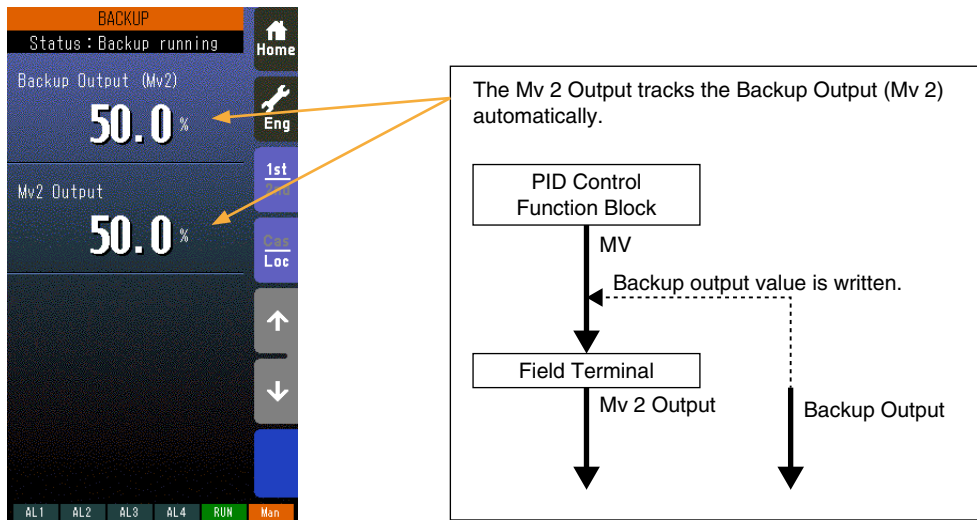 BACKUP
Status : Backup running
Backup Output (Mv2)
50.0 %
Mv2 Output
50.0 %
Home
Eng
1st
2nd
Cas
Loc
AL1 AL2 AL3 AL4 RUN Man
The Mv 2 Output tracks the Backup Output (Mv 2)
automatically.
PID Control
Function Block
MV
Backup output value is written.
Field Terminal
Mv 2 Output
Backup Output